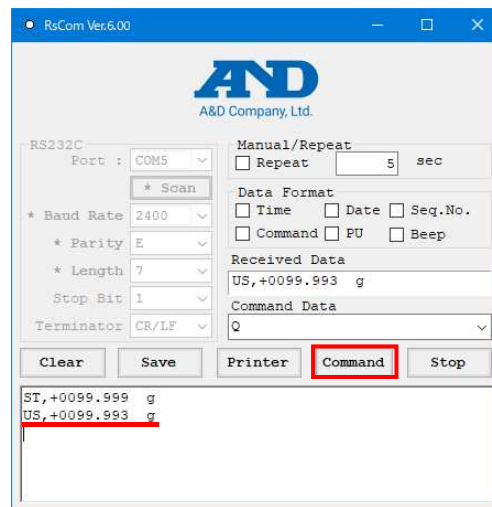 RsCom Ver.6.00
AND
A&D Company, Ltd.
RS232C
Port : COM5
* Scan
* Baud Rate 2400
* Parity E
* Length 7
Stop Bit 1
Terminator CR/LF
Manual/Repeat
Repeat 5 sec
Data Format
Time Date Seq.No.
Command PU Beep
Received Data
US,+0099.993 g
Command Data
Q
Clear Save Printer Command Stop
ST,+0099.999 g
US,+0099.993 g